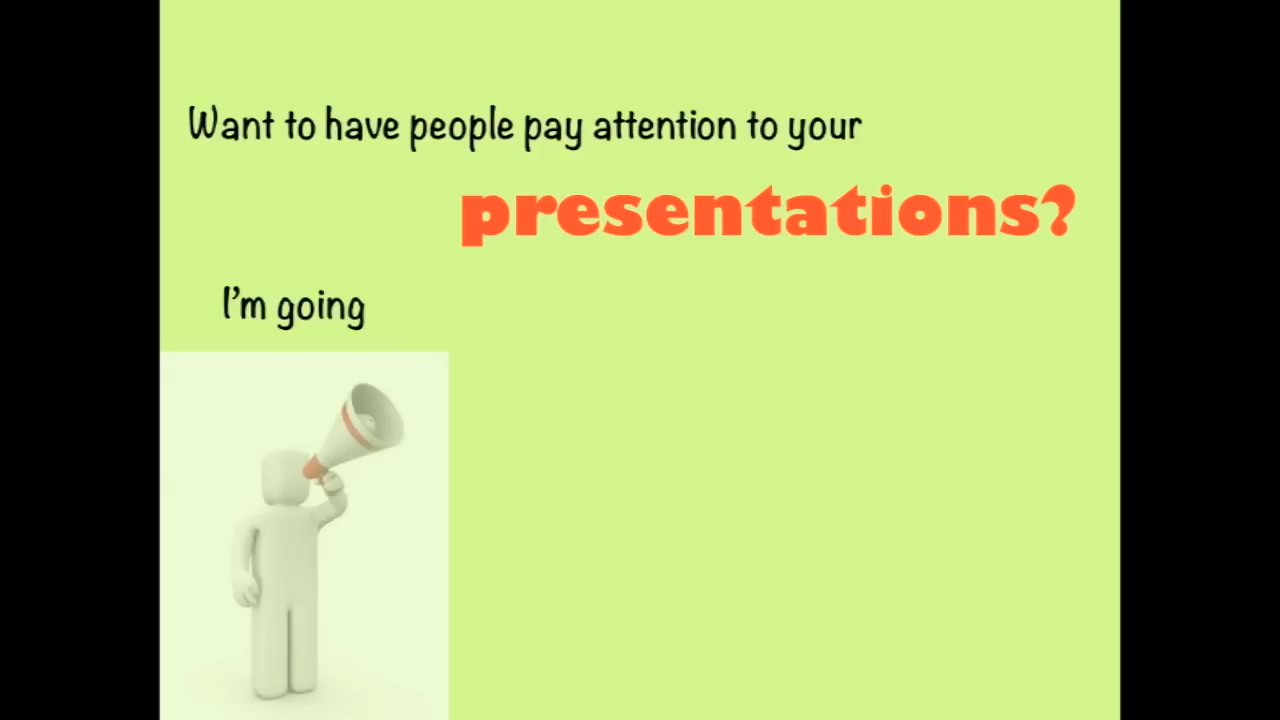 Want to have people pay attention to your
presentations?
I'm going